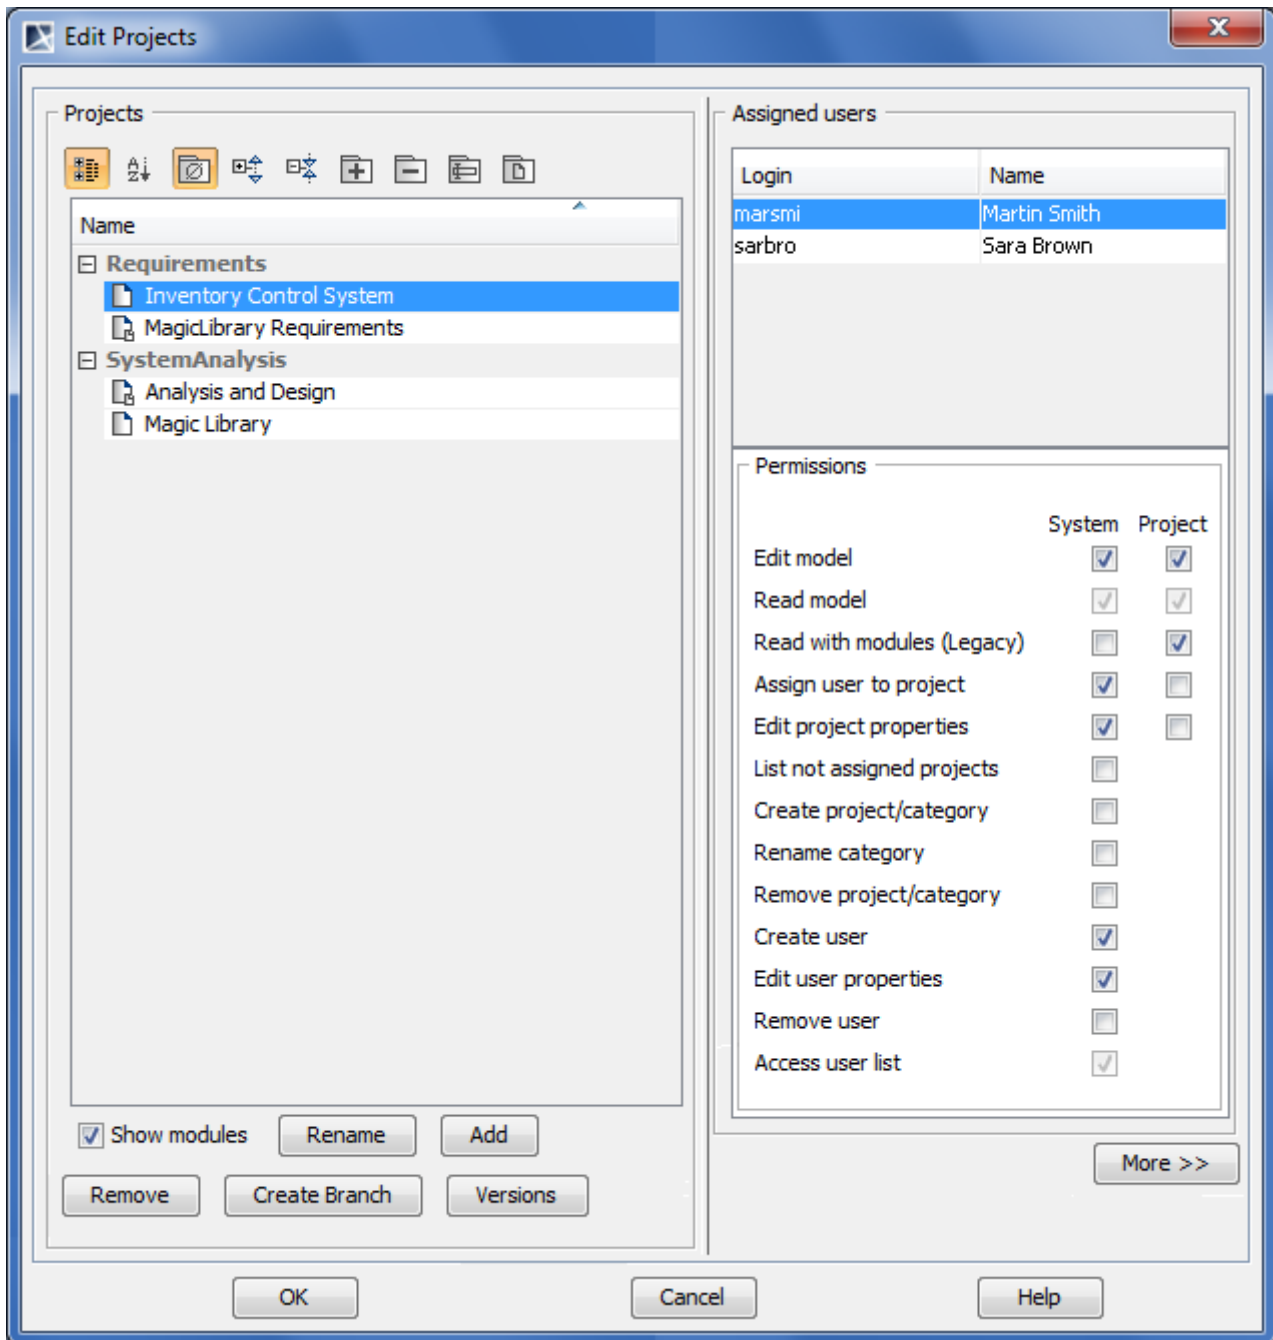 Edit Projects
Projects
Name
Requirements
Inventory Control System
MagicLibrary Requirements
SystemAnalysis
Analysis and Design
Magic Library
Show modules
Rename
Add
Remove
Create Branch
Versions
Assigned users
Login Name
marsmi Martin Smith
sarbro Sara Brown
Permissions
System Project
Edit model
Read model
Read with modules (Legacy)
Assign user to project
Edit project properties
List not assigned projects
Create project/category
Rename category
Remove project/category
Create user
Edit user properties
Remove user
Access user list
More >>
OK
Cancel
Help